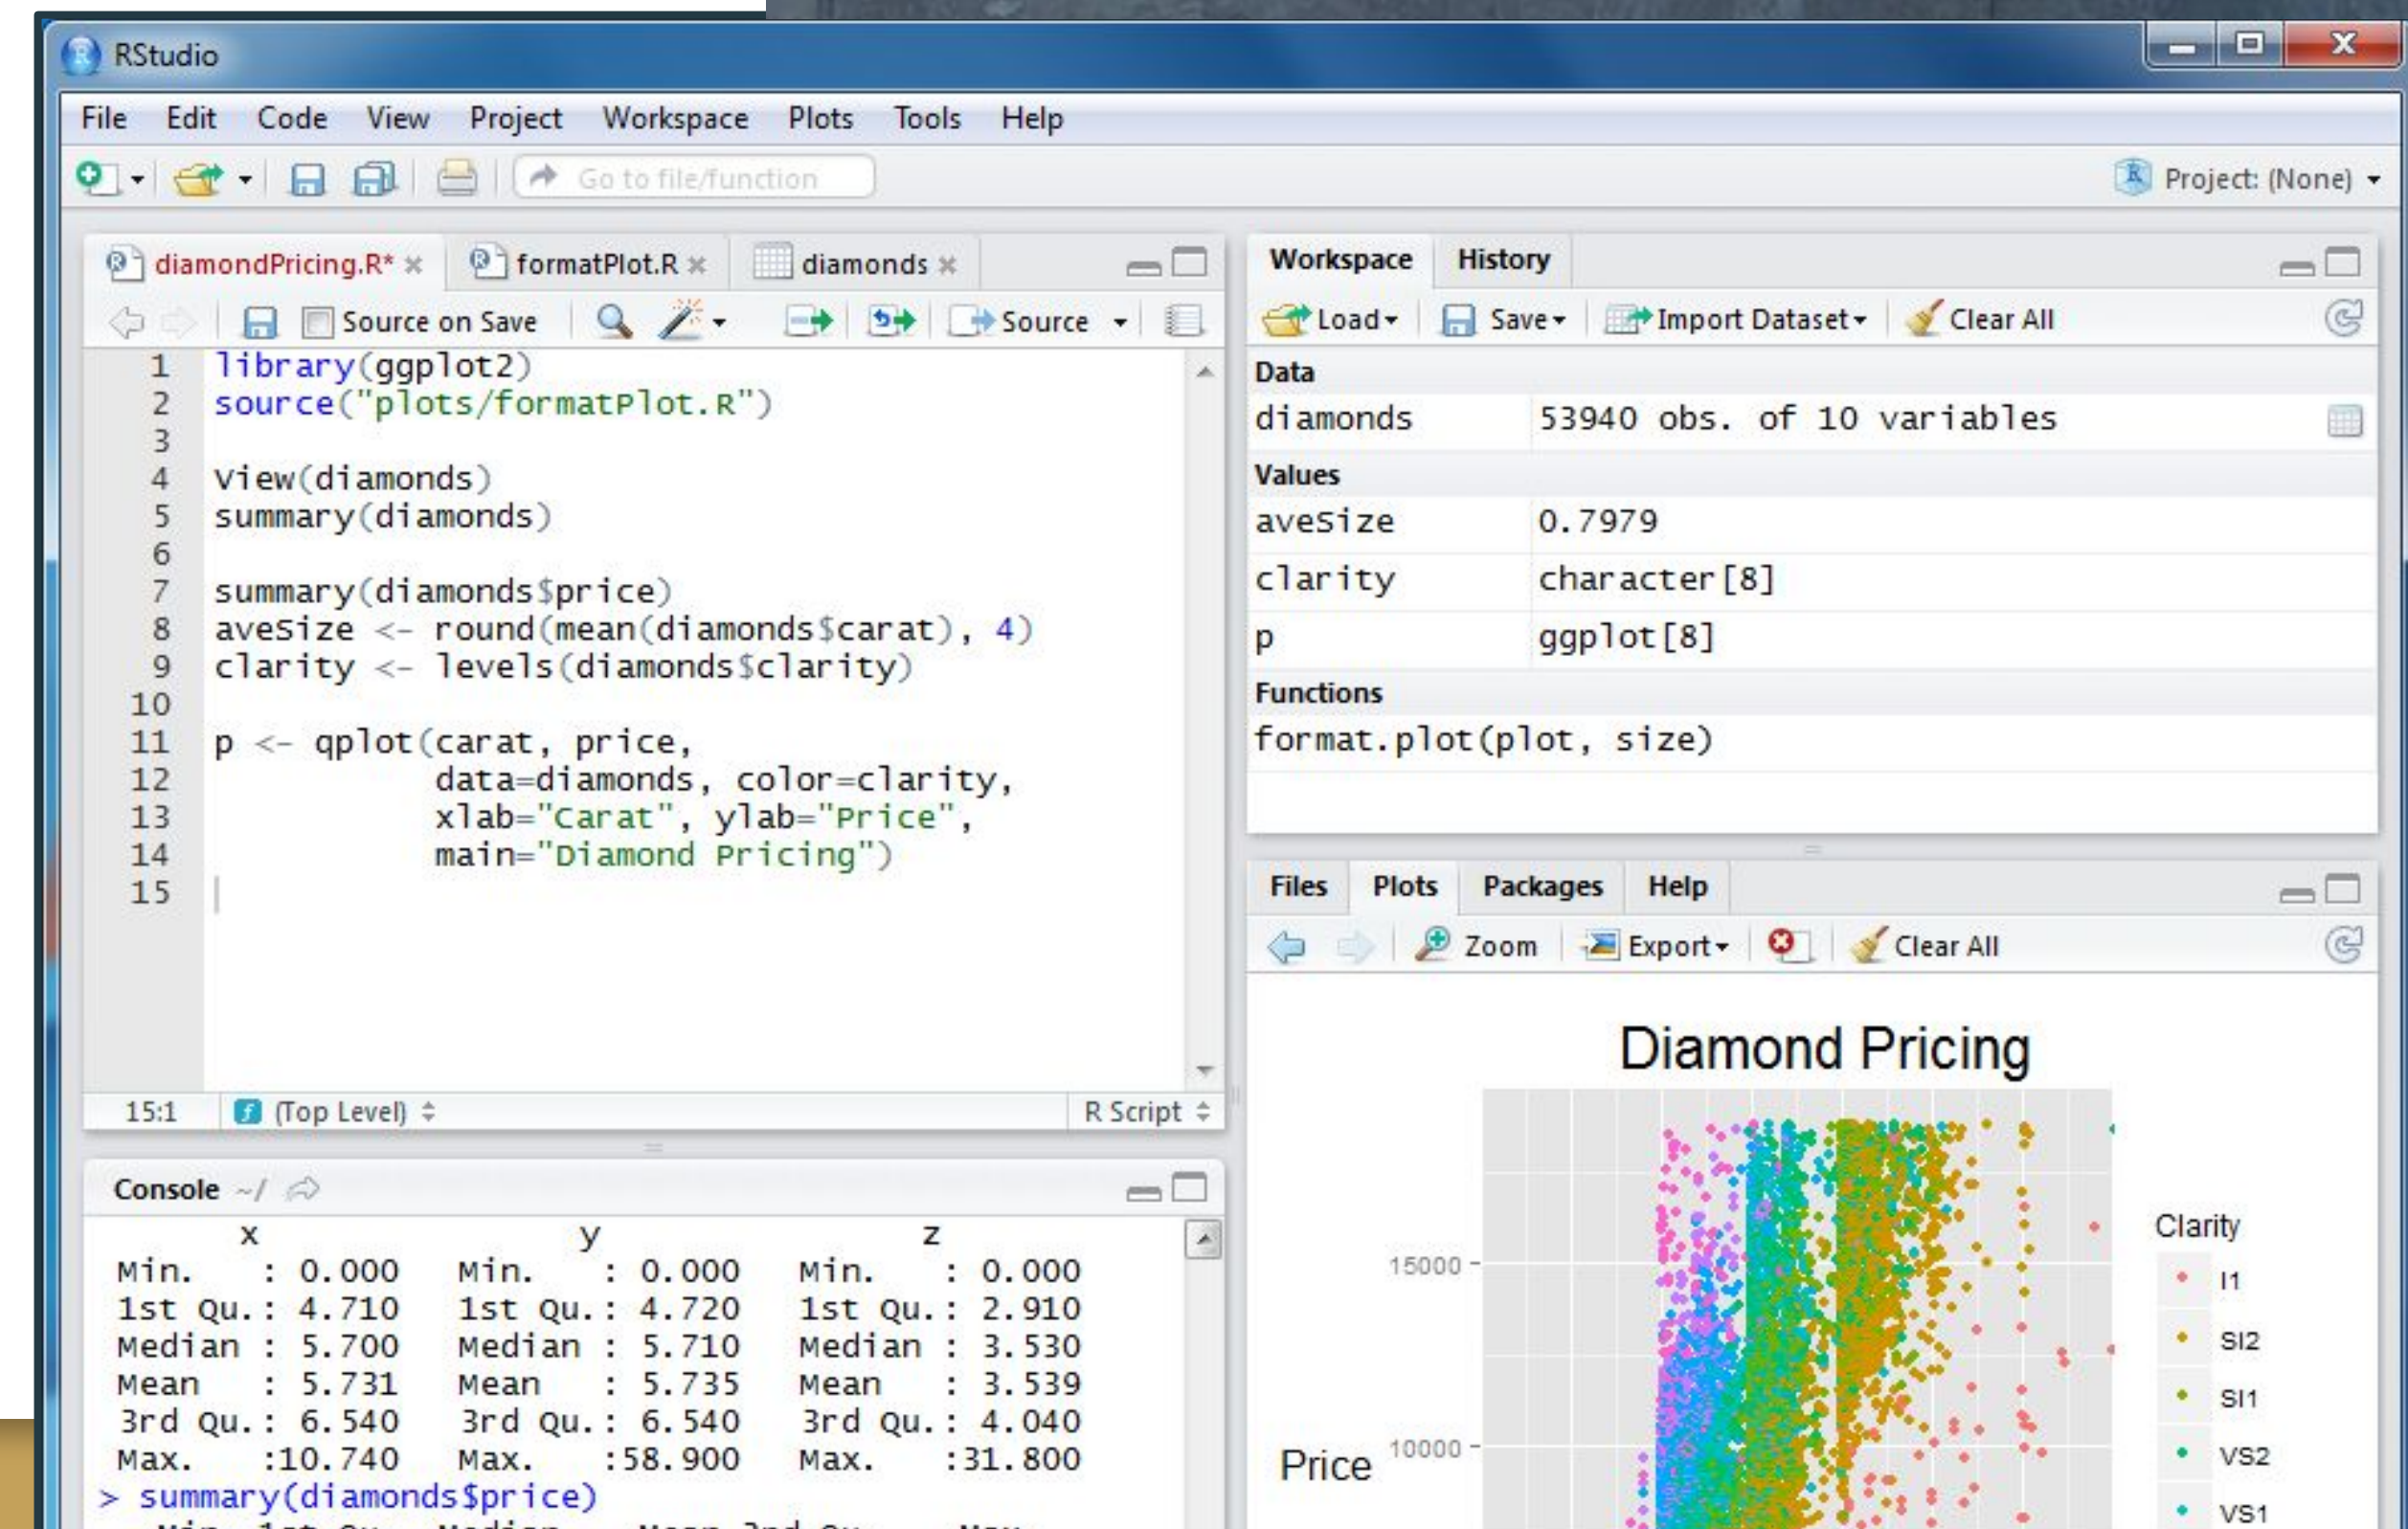 RStudio
File Edit Code View Project Workspace Plots Tools Help
Go to file/function
Project: (None)
diamondPricing.R* formatPlot.R diamonds
Source on Save Source
1 library(ggplot2)
2 source("plots/formatPlot.R")
3
4 View(diamonds)
5 summary(diamonds)
6
7 summary(diamonds$price)
8 aveSize <- round(mean(diamonds$carat), 4)
9 clarity <- levels(diamonds$clarity)
10
11 p <- qplot(carat, price,
12 data=diamonds, color=clarity,
13 xlab="Carat", ylab="Price",
14 main="Diamond Pricing")
15
15:1 (Top Level) R Script
Console ~/
x y z
Min. : 0.000 Min. : 0.000 Min. : 0.000
1st Qu.: 4.710 1st Qu.: 4.720 1st Qu.: 2.910
Median : 5.700 Median : 5.710 Median : 3.530
Mean : 5.731 Mean : 5.735 Mean : 3.539
3rd Qu.: 6.540 3rd Qu.: 6.540 3rd Qu.: 4.040
Max. :10.740 Max. :58.900 Max. :31.800
> summary(diamonds$price)
Min. 1st Qu. Median Mean 3rd Qu. Max.
Workspace History
Load Save Import Dataset Clear All
Data
diamonds 53940 obs. of 10 variables
Values
aveSize 0.7979
clarity character[8]
p ggplot[8]
Functions
format.plot(plot, size)
Files Plots Packages Help
Zoom Export Clear All
Diamond Pricing
15000
10000
Price
Clarity
I1
SI2
SI1
VS2
VS1